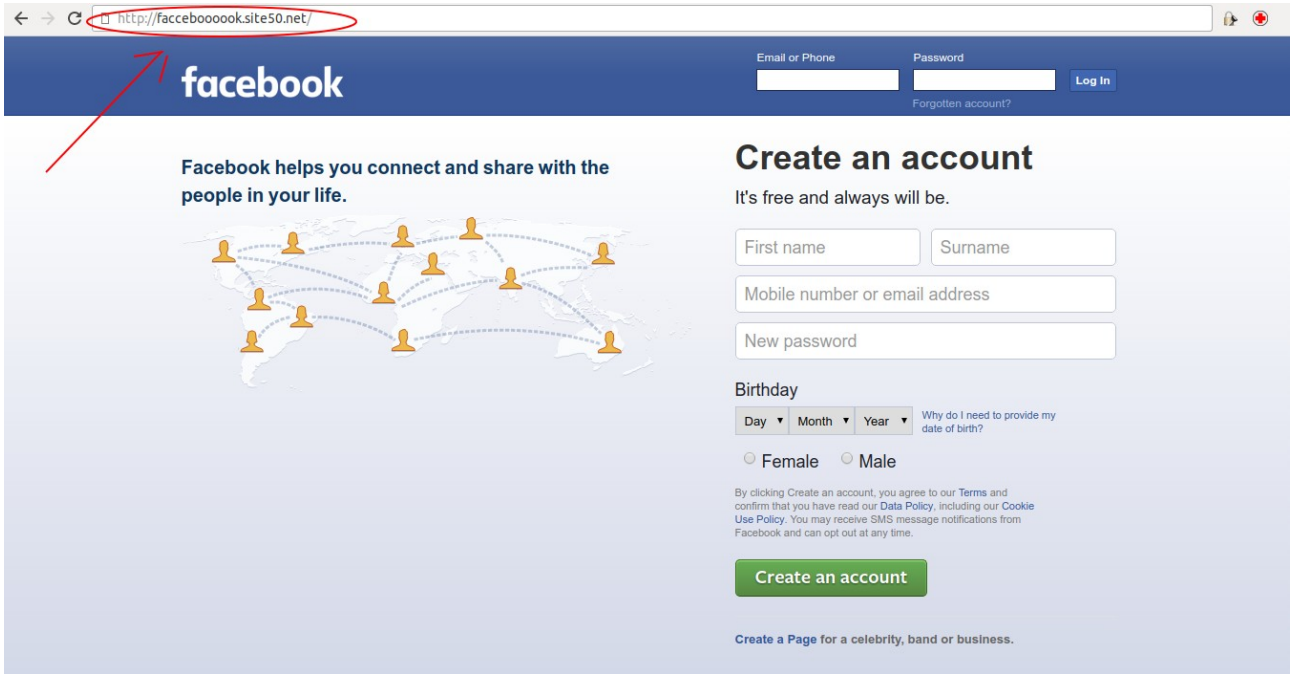 http://facceboooook.site50.net/
facebook
Email or Phone
Password
Log In
Forgotten account?
Facebook helps you connect and share with the
people in your life.
Create an account
It's free and always will be.
First name
Surname
Mobile number or email address
New password
Birthday
Day
Month
Year
Why do I need to provide my
date of birth?
Female
Male
By clicking Create an account, you agree to our Terms and
confirm that you have read our Data Policy, including our Cookie
Use Policy. You may receive SMS message notifications from
Facebook and can opt out at any time.
Create an account
Create a Page for a celebrity, band or business.